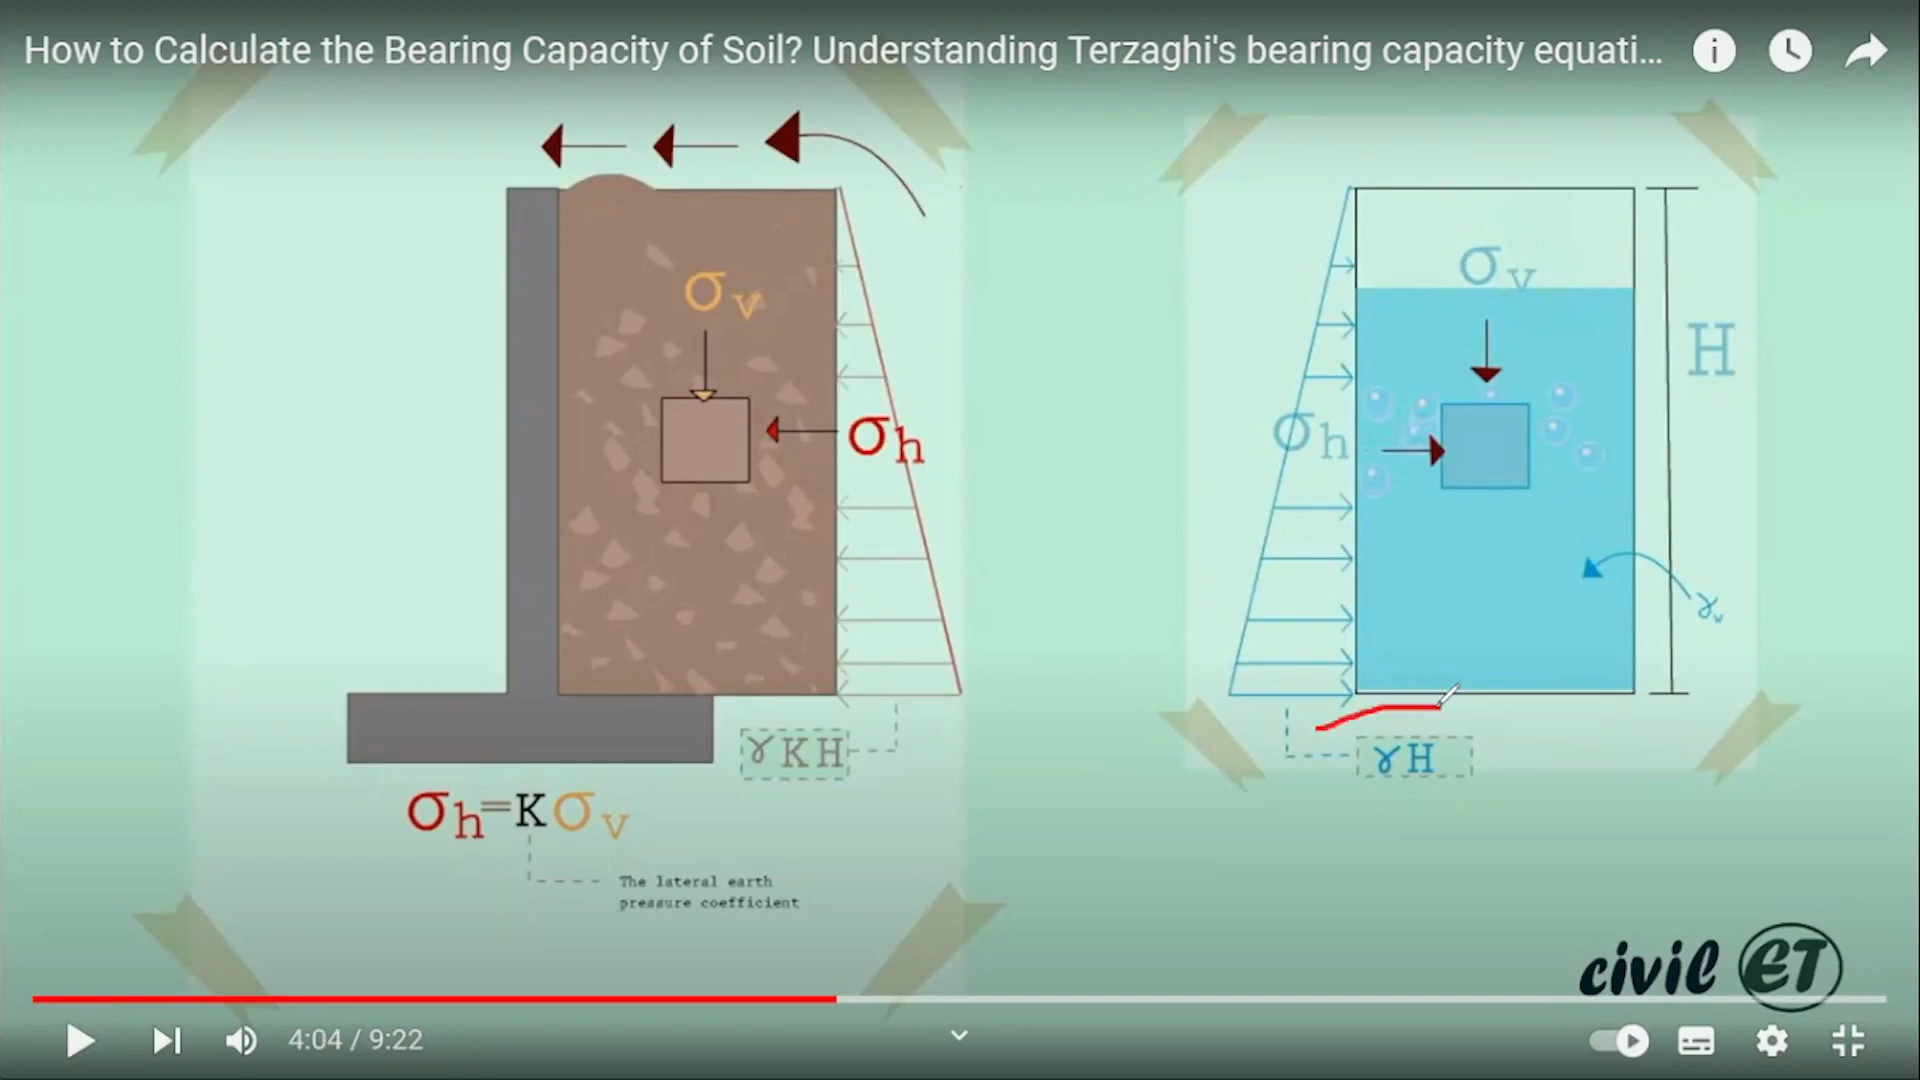 How to Calculate the Bearing Capacity of Soil? Understanding Terzaghi's bearing capacity equati...
σv
σh
γKH
σh=Kσv
The lateral earth
pressure coefficient
σv
H
σh
γw
γH
civil ET
4:04 / 9:22